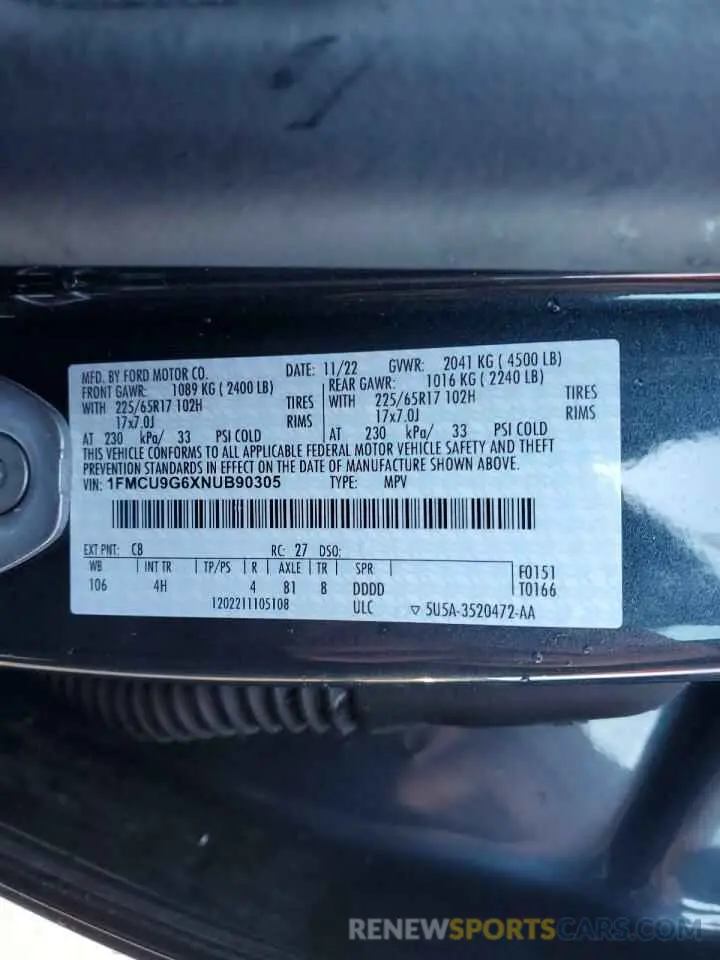 MFD. BY FORD MOTOR CO. DATE: 11/22 GVWR: 2041 KG ( 4500 LB)
FRONT GAWR: 1089 KG ( 2400 LB) REAR GAWR: 1016 KG ( 2240 LB)
WITH 225/65R17 102H TIRES WITH 225/65R17 102H TIRES
17x7.0J RIMS 17x7.0J RIMS
AT 230 kPa/ 33 PSI COLD AT 230 kPa/ 33 PSI COLD
THIS VEHICLE CONFORMS TO ALL APPLICABLE FEDERAL MOTOR VEHICLE SAFETY AND THEFT
PREVENTION STANDARDS IN EFFECT ON THE DATE OF MANUFACTURE SHOWN ABOVE.
VIN: 1FMCU9G6XNUB90305 TYPE: MPV
EXT PNT: C8 RC: 27 DSO:
WB INT TR TP/PS R AXLE TR SPR F0151
106 4H 4 81 8 DDDD T0166
1202211105108 ULC ▽ 5U5A-3520472-AA
RENEWSPORTSCARS.COM